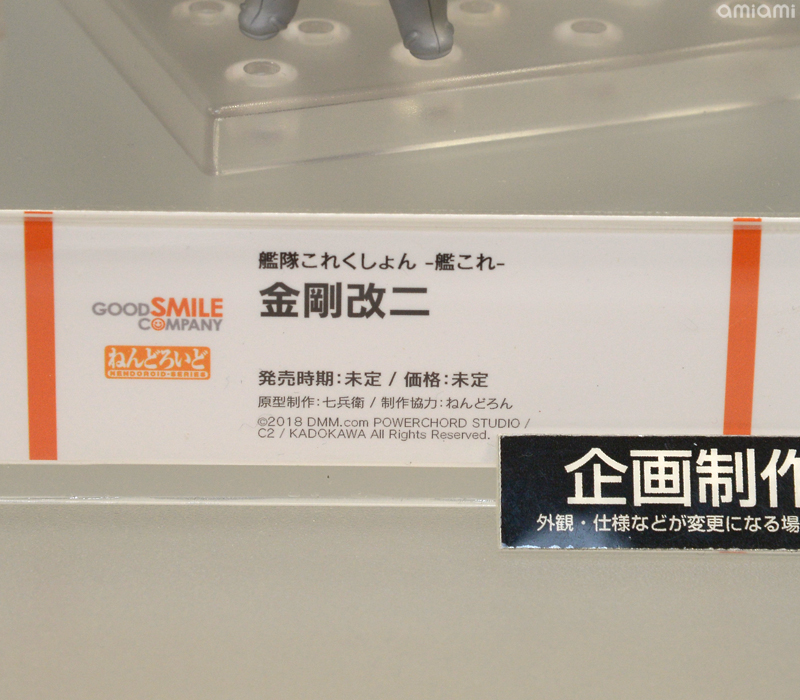 amiami
艦隊これくしょん -艦これ-
GOOD SMILE
COMPANY
金剛改二
ねんどろいど
NENDOROID-SERIES
発売時期：未定 / 価格：未定
原型制作：七兵衛 / 制作協力：ねんどろん
©2018 DMM.com POWERCHORD STUDIO /
C2 / KADOKAWA All Rights Reserved.
企画制作
外観・仕様などが変更になる場